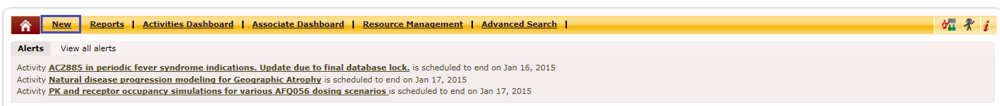 New Reports | Activities Dashboard | Associate Dashboard | Resource Management | Advanced Search |
Alerts View all alerts
Activity ACZ885 in periodic fever syndrome indications. Update due to final database lock. is scheduled to end on Jan 16, 2015
Activity Natural disease progression modeling for Geographic Atrophy is scheduled to end on Jan 17, 2015
Activity PK and receptor occupancy simulations for various AFQ056 dosing scenarios is scheduled to end on Jan 17, 2015